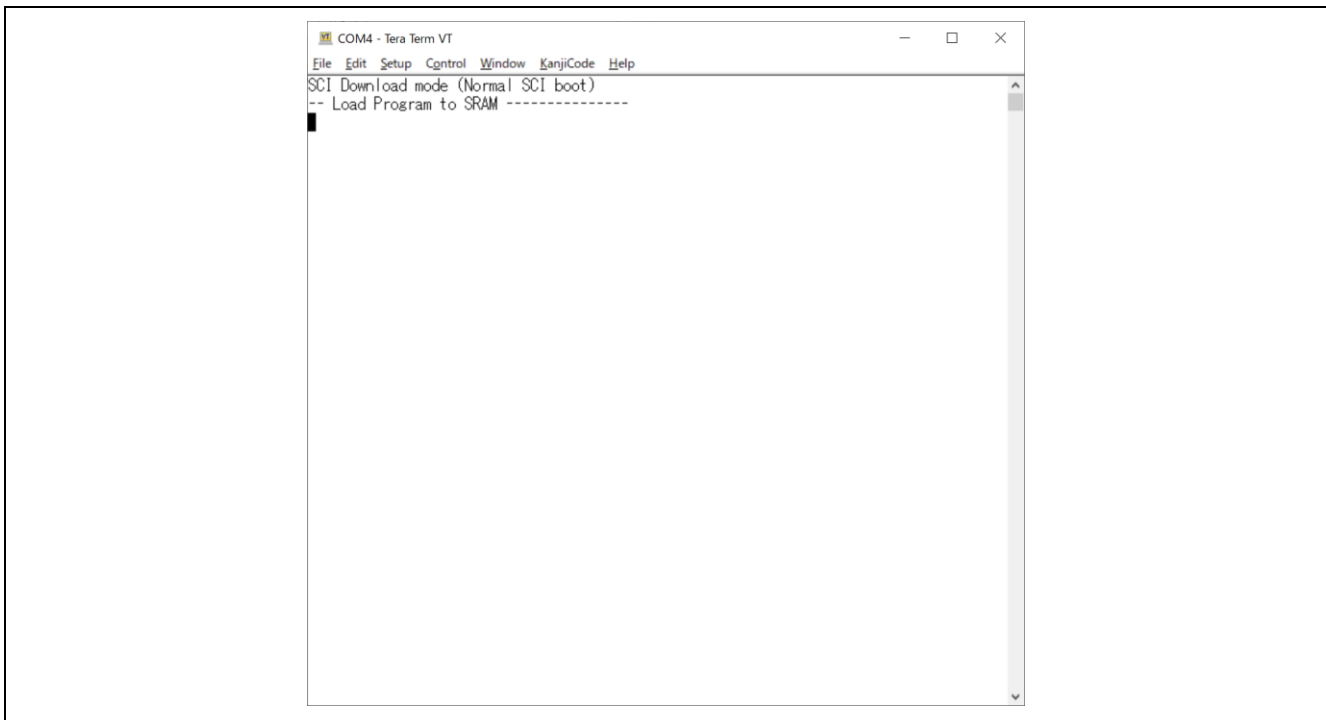 COM4 - Tera Term VT
File Edit Setup Control Window KanjiCode Help
SCI Download mode (Normal SCI boot)
-- Load Program to SRAM ---------------